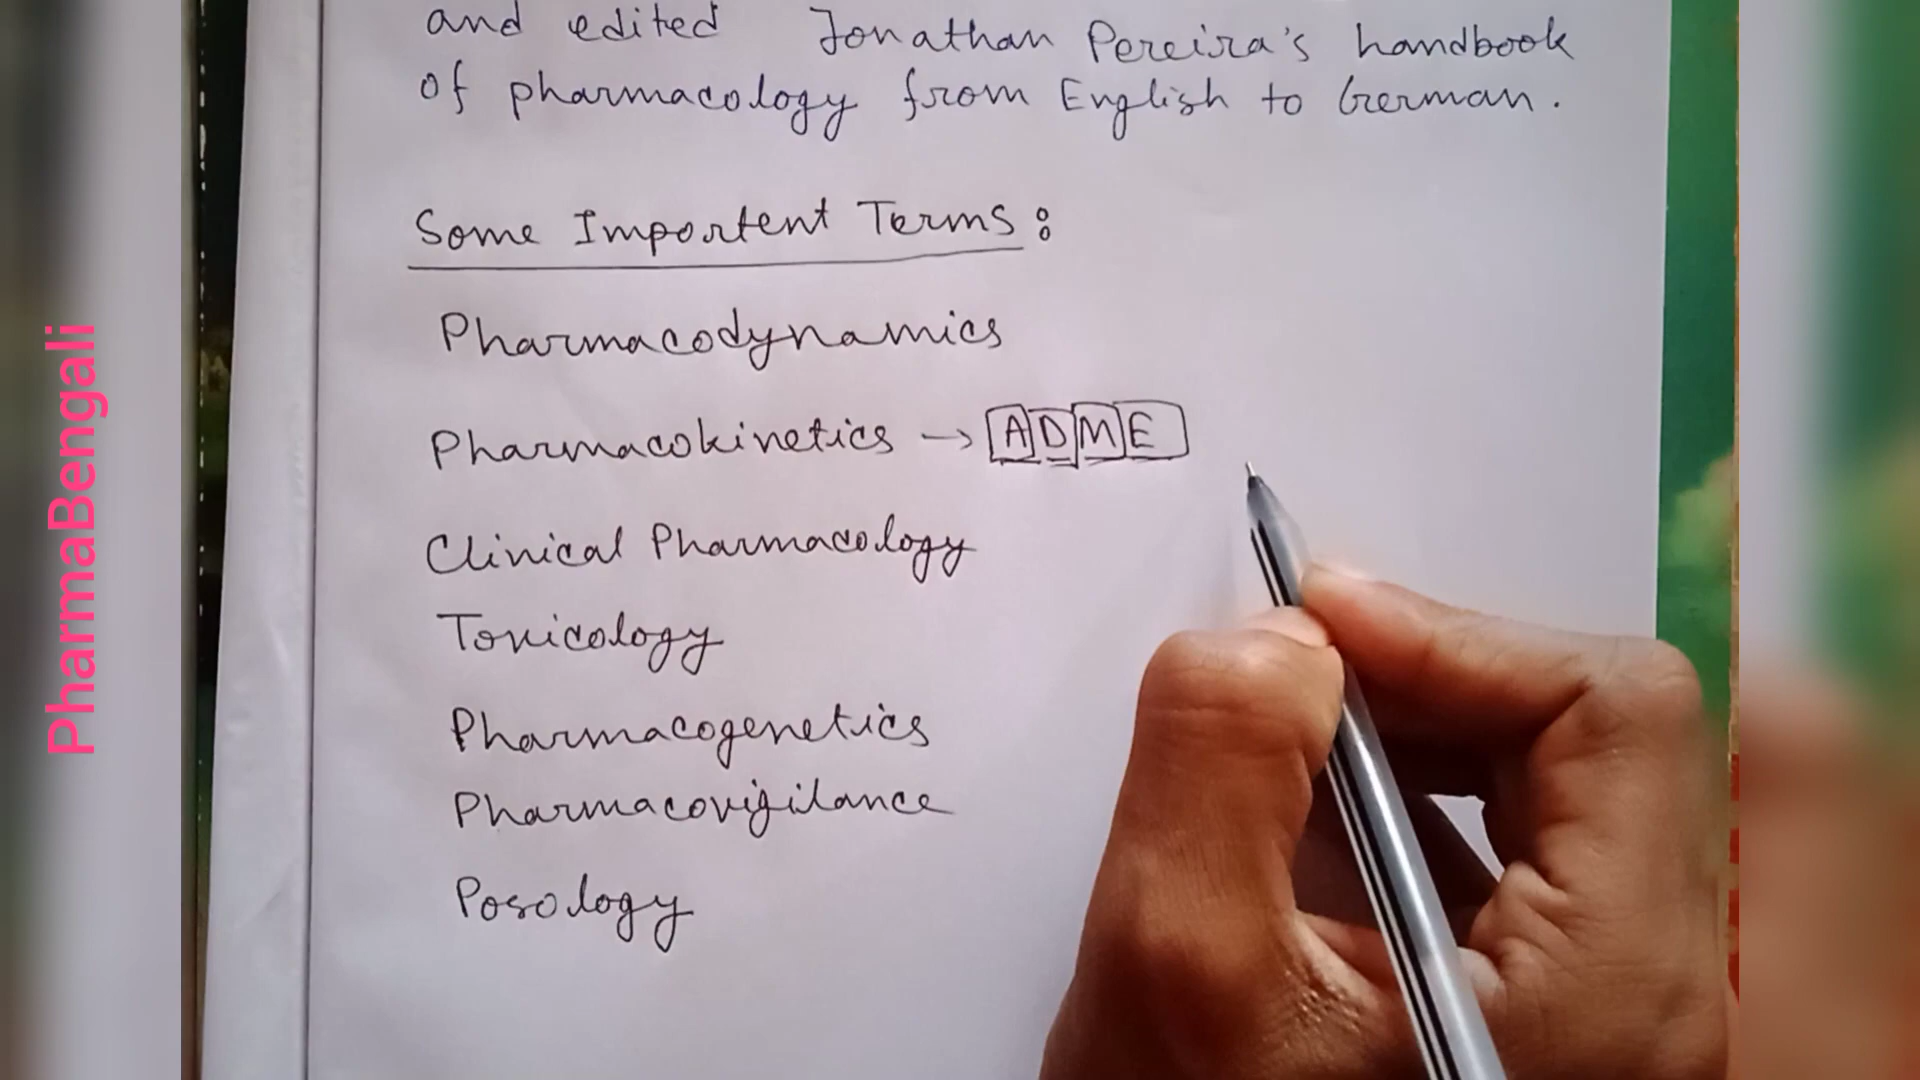 and edited Jonathan Pereira's handbook
of pharmacology from English to German.
Some Importent Terms :
Pharmacodynamics
Pharmacokinetics → ADME
Clinical Pharmacology
Toxicology
Pharmacogenetics
Pharmacovigilance
Posology
PharmaBengali